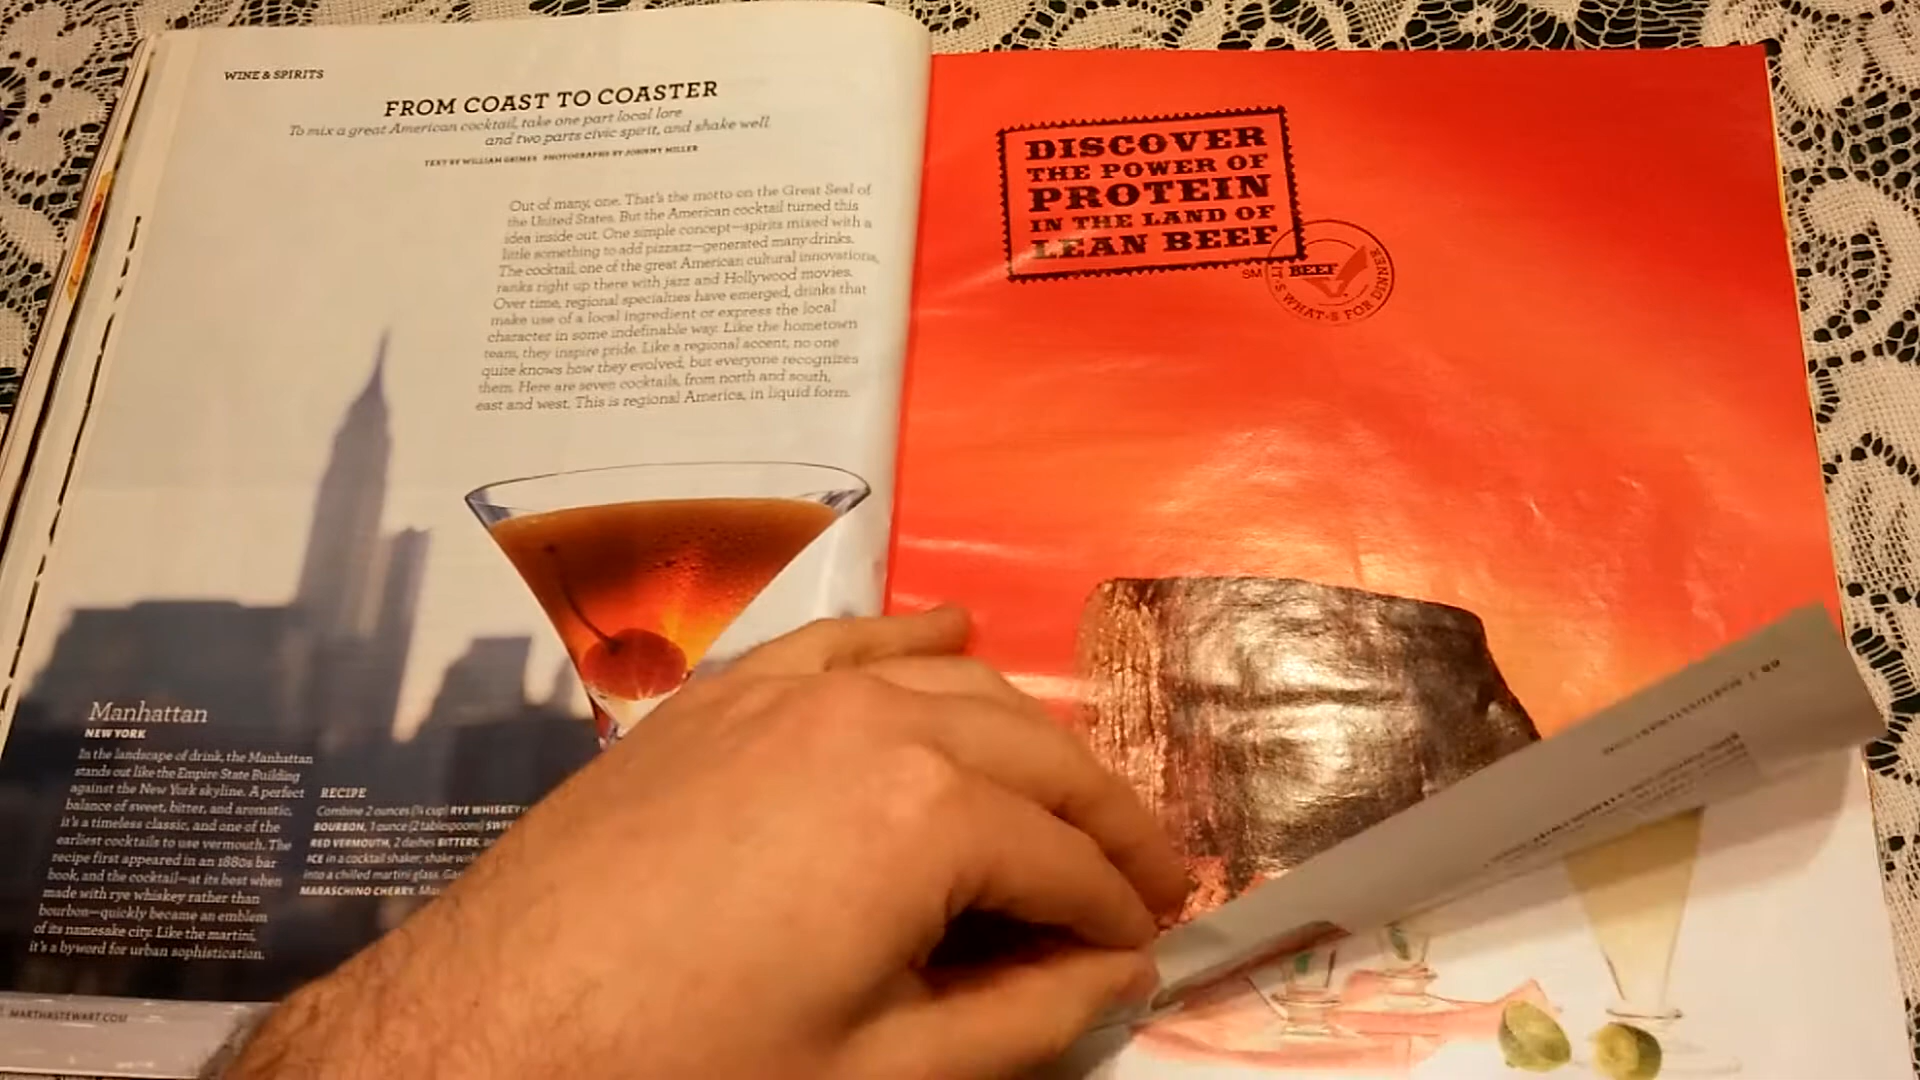 WINE & SPIRITS
FROM COAST TO COASTER
To mix a great American cocktail, take one part local lore
and two parts civic spirit, and shake well.
TEXT BY WILLIAM GRIMES PHOTOGRAPHS BY JOHNNY MILLER
Out of many, one. That's the motto on the Great Seal of
the United States. But the American cocktail turned this
idea inside out. One simple concept—spirits mixed with a
little something to add pizzazz—generated many drinks.
The cocktail, one of the great American cultural innovations,
ranks right up there with jazz and Hollywood movies.
Over time, regional specialties have emerged, drinks that
make use of a local ingredient or express the local
character in some indefinable way. Like the hometown
team, they inspire pride. Like a regional accent, no one
quite knows how they evolved, but everyone recognizes
them. Here are seven cocktails, from north and south,
east and west. This is regional America, in liquid form.
Manhattan
NEW YORK
In the landscape of drink, the Manhattan
stands out like the Empire State Building
against the New York skyline. A perfect
balance of sweet, bitter, and aromatic,
it's a timeless classic, and one of the
earliest cocktails to use vermouth. The
recipe first appeared in an 1880s bar
book, and the cocktail—at its best when
made with rye whiskey rather than
bourbon—quickly became an emblem
of its namesake city. Like the martini,
it's a byword for urban sophistication.
RECIPE
Combine 2 ounces (¼ cup) RYE WHISKEY
BOURBON, 1 ounce (2 tablespoons)
RED VERMOUTH, 2 dashes BITTERS,
ICE in a cocktail shaker; shake
into a chilled martini glass.
MARASCHINO CHERRY.
MARTHASTEWART.COM
DISCOVER
THE POWER OF
PROTEIN
IN THE LAND OF
LEAN BEEF
SM
BEEF
IT'S WHAT'S FOR DINNER